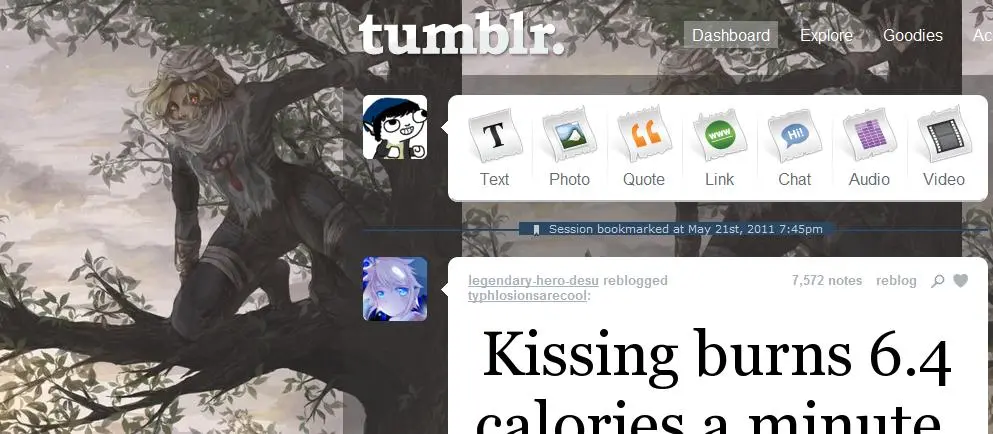 tumblr.
Dashboard Explore Goodies Ac
T www Hi!
Text Photo Quote Link Chat Audio Video
Session bookmarked at May 21st, 2011 7:45pm
legendary-hero-desu reblogged 7,572 notes reblog
typhlosionsarecool:
Kissing burns 6.4
calories a minute